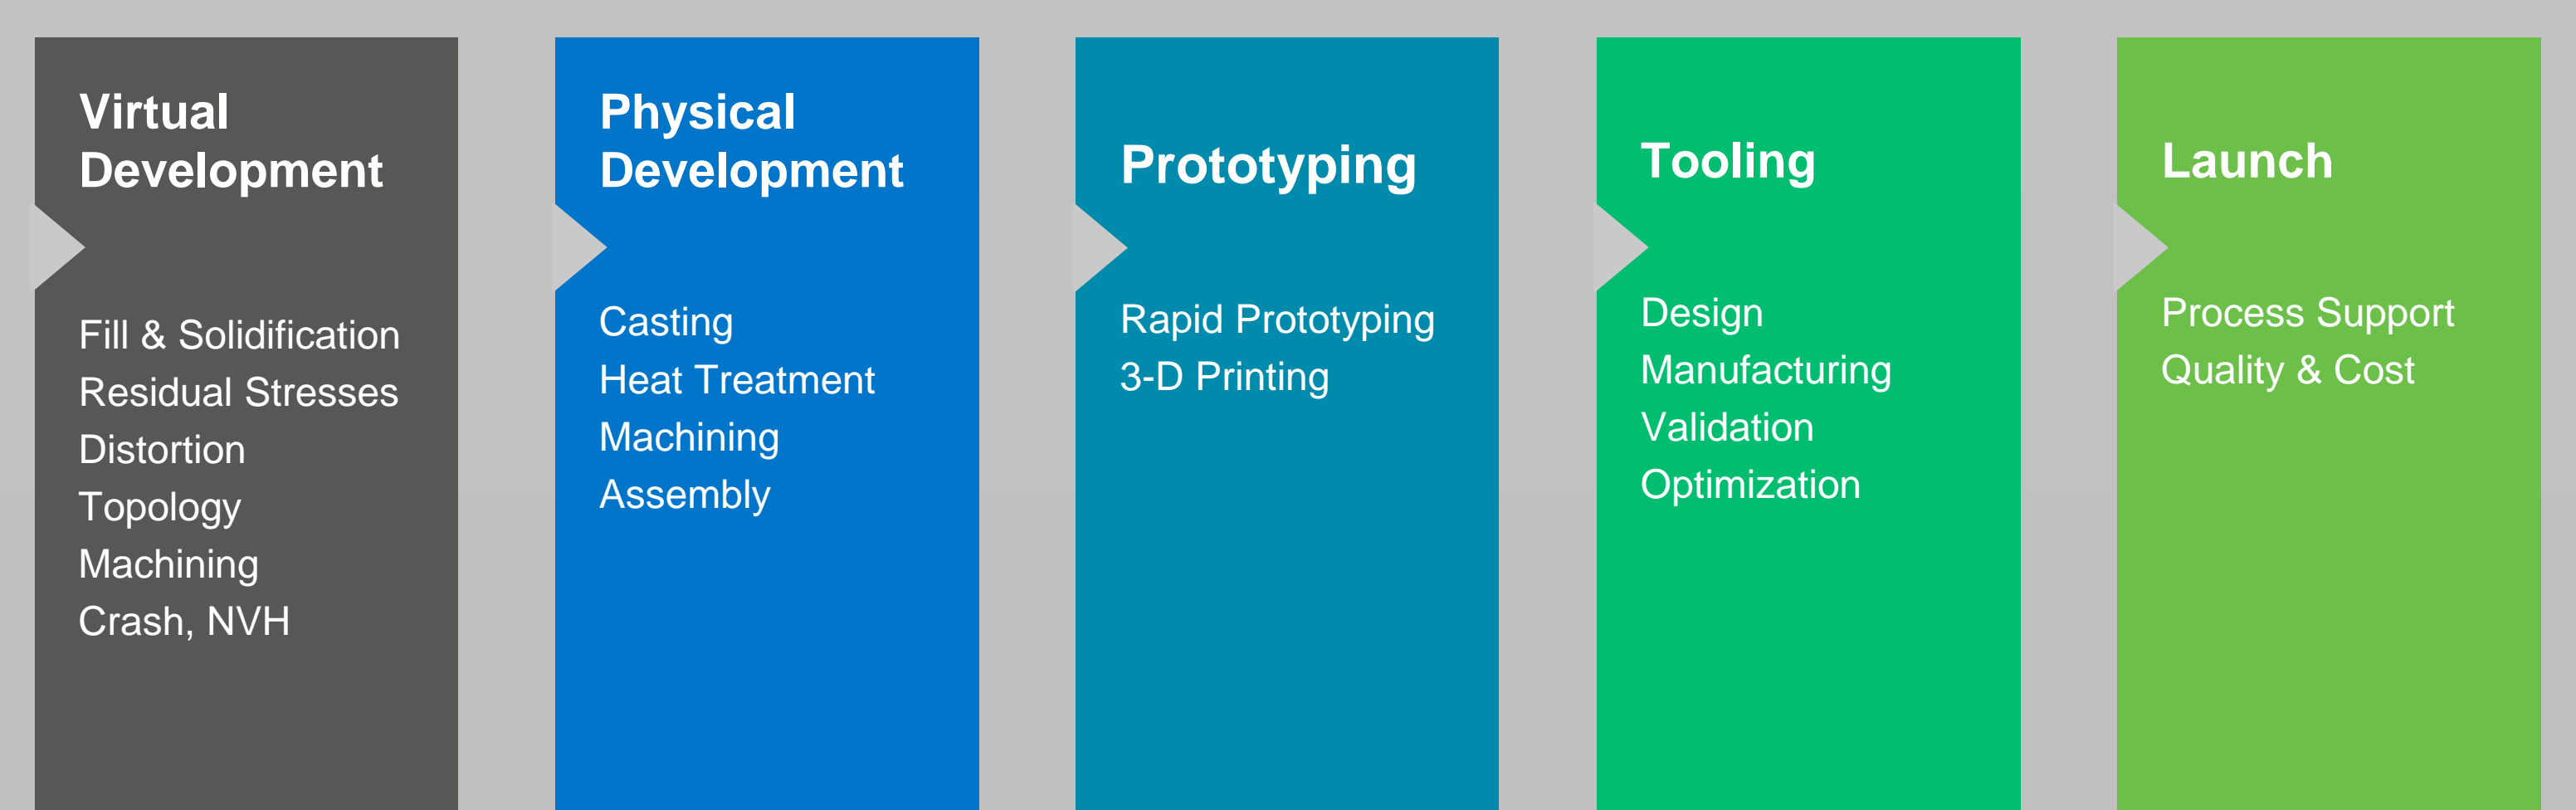 Virtual
Development
Fill & Solidification
Residual Stresses
Distortion
Topology
Machining
Crash, NVH
Physical
Development
Casting
Heat Treatment
Machining
Assembly
Prototyping
Rapid Prototyping
3-D Printing
Tooling
Design
Manufacturing
Validation
Optimization
Launch
Process Support
Quality & Cost